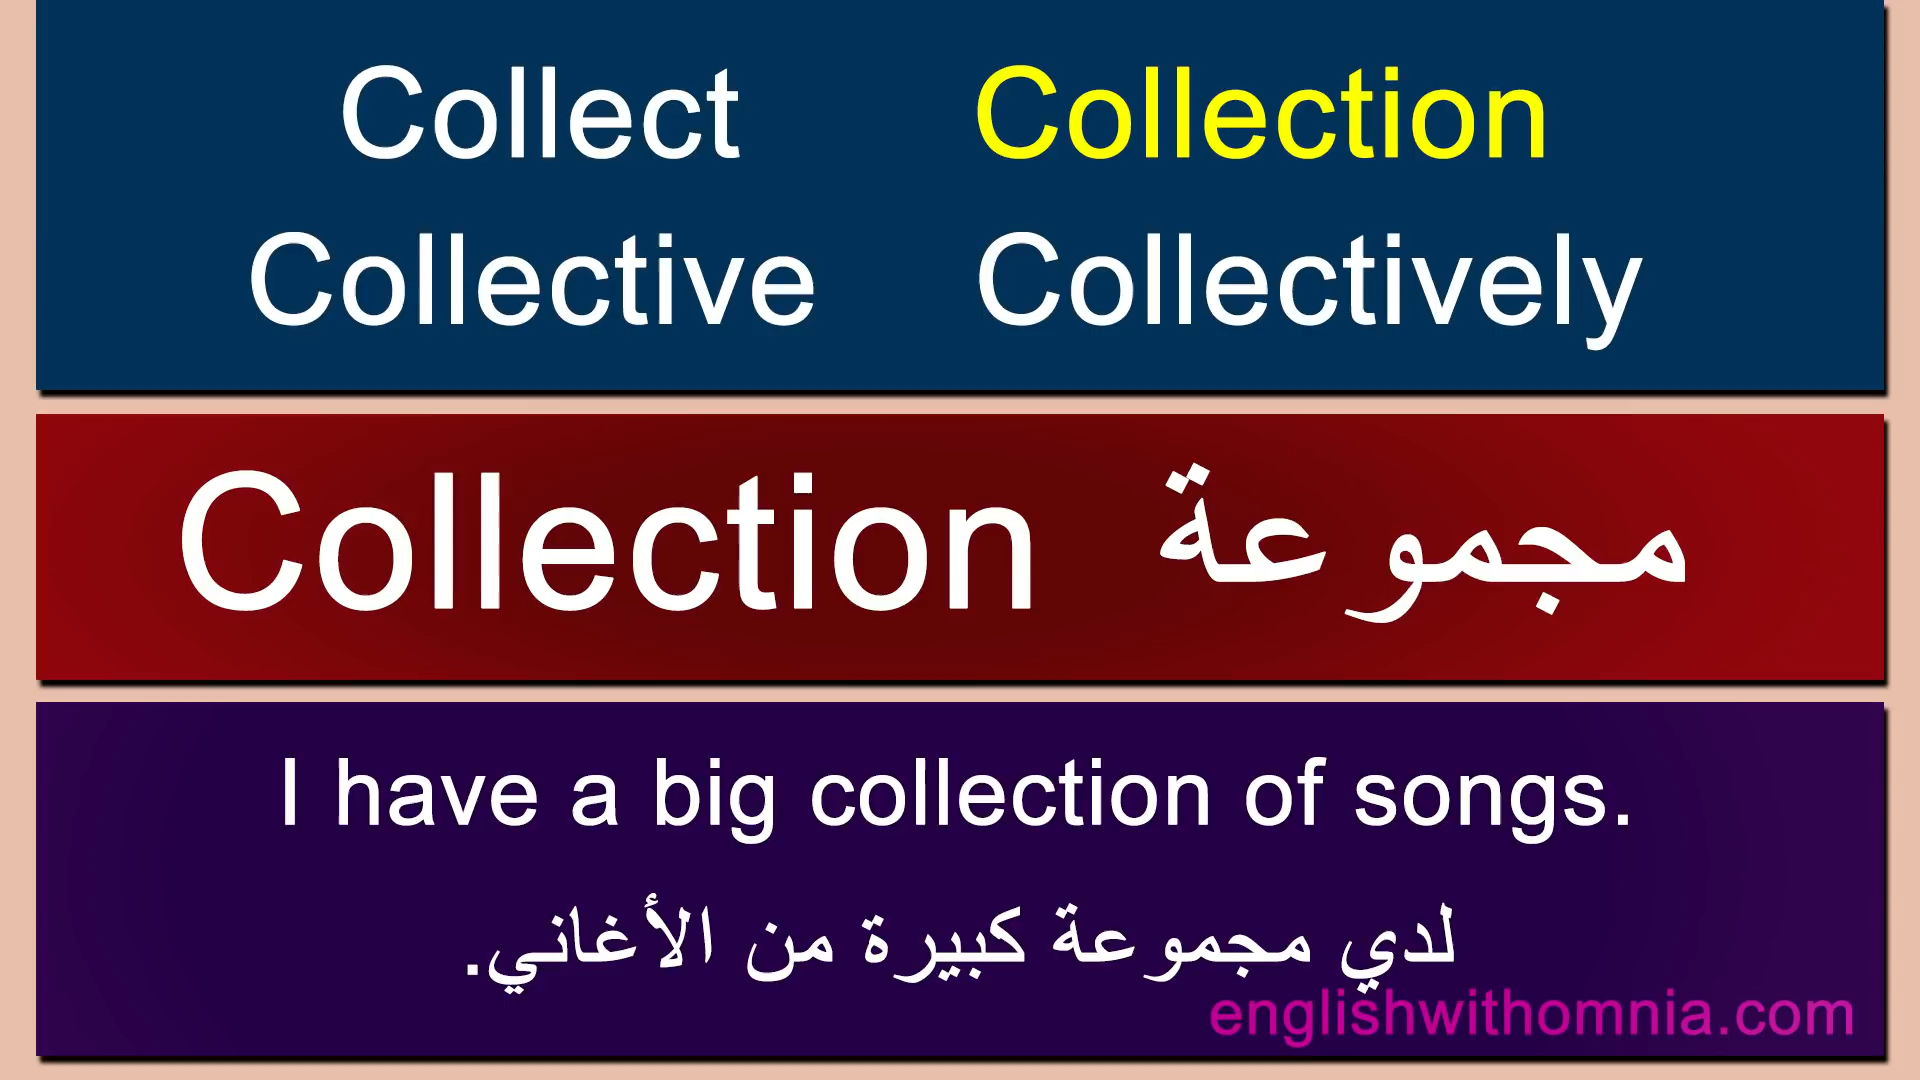 Collect Collection
Collective Collectively
Collection مجموعة
I have a big collection of songs.
لدي مجموعة كبيرة من الأغاني.
englishwithomnia.com